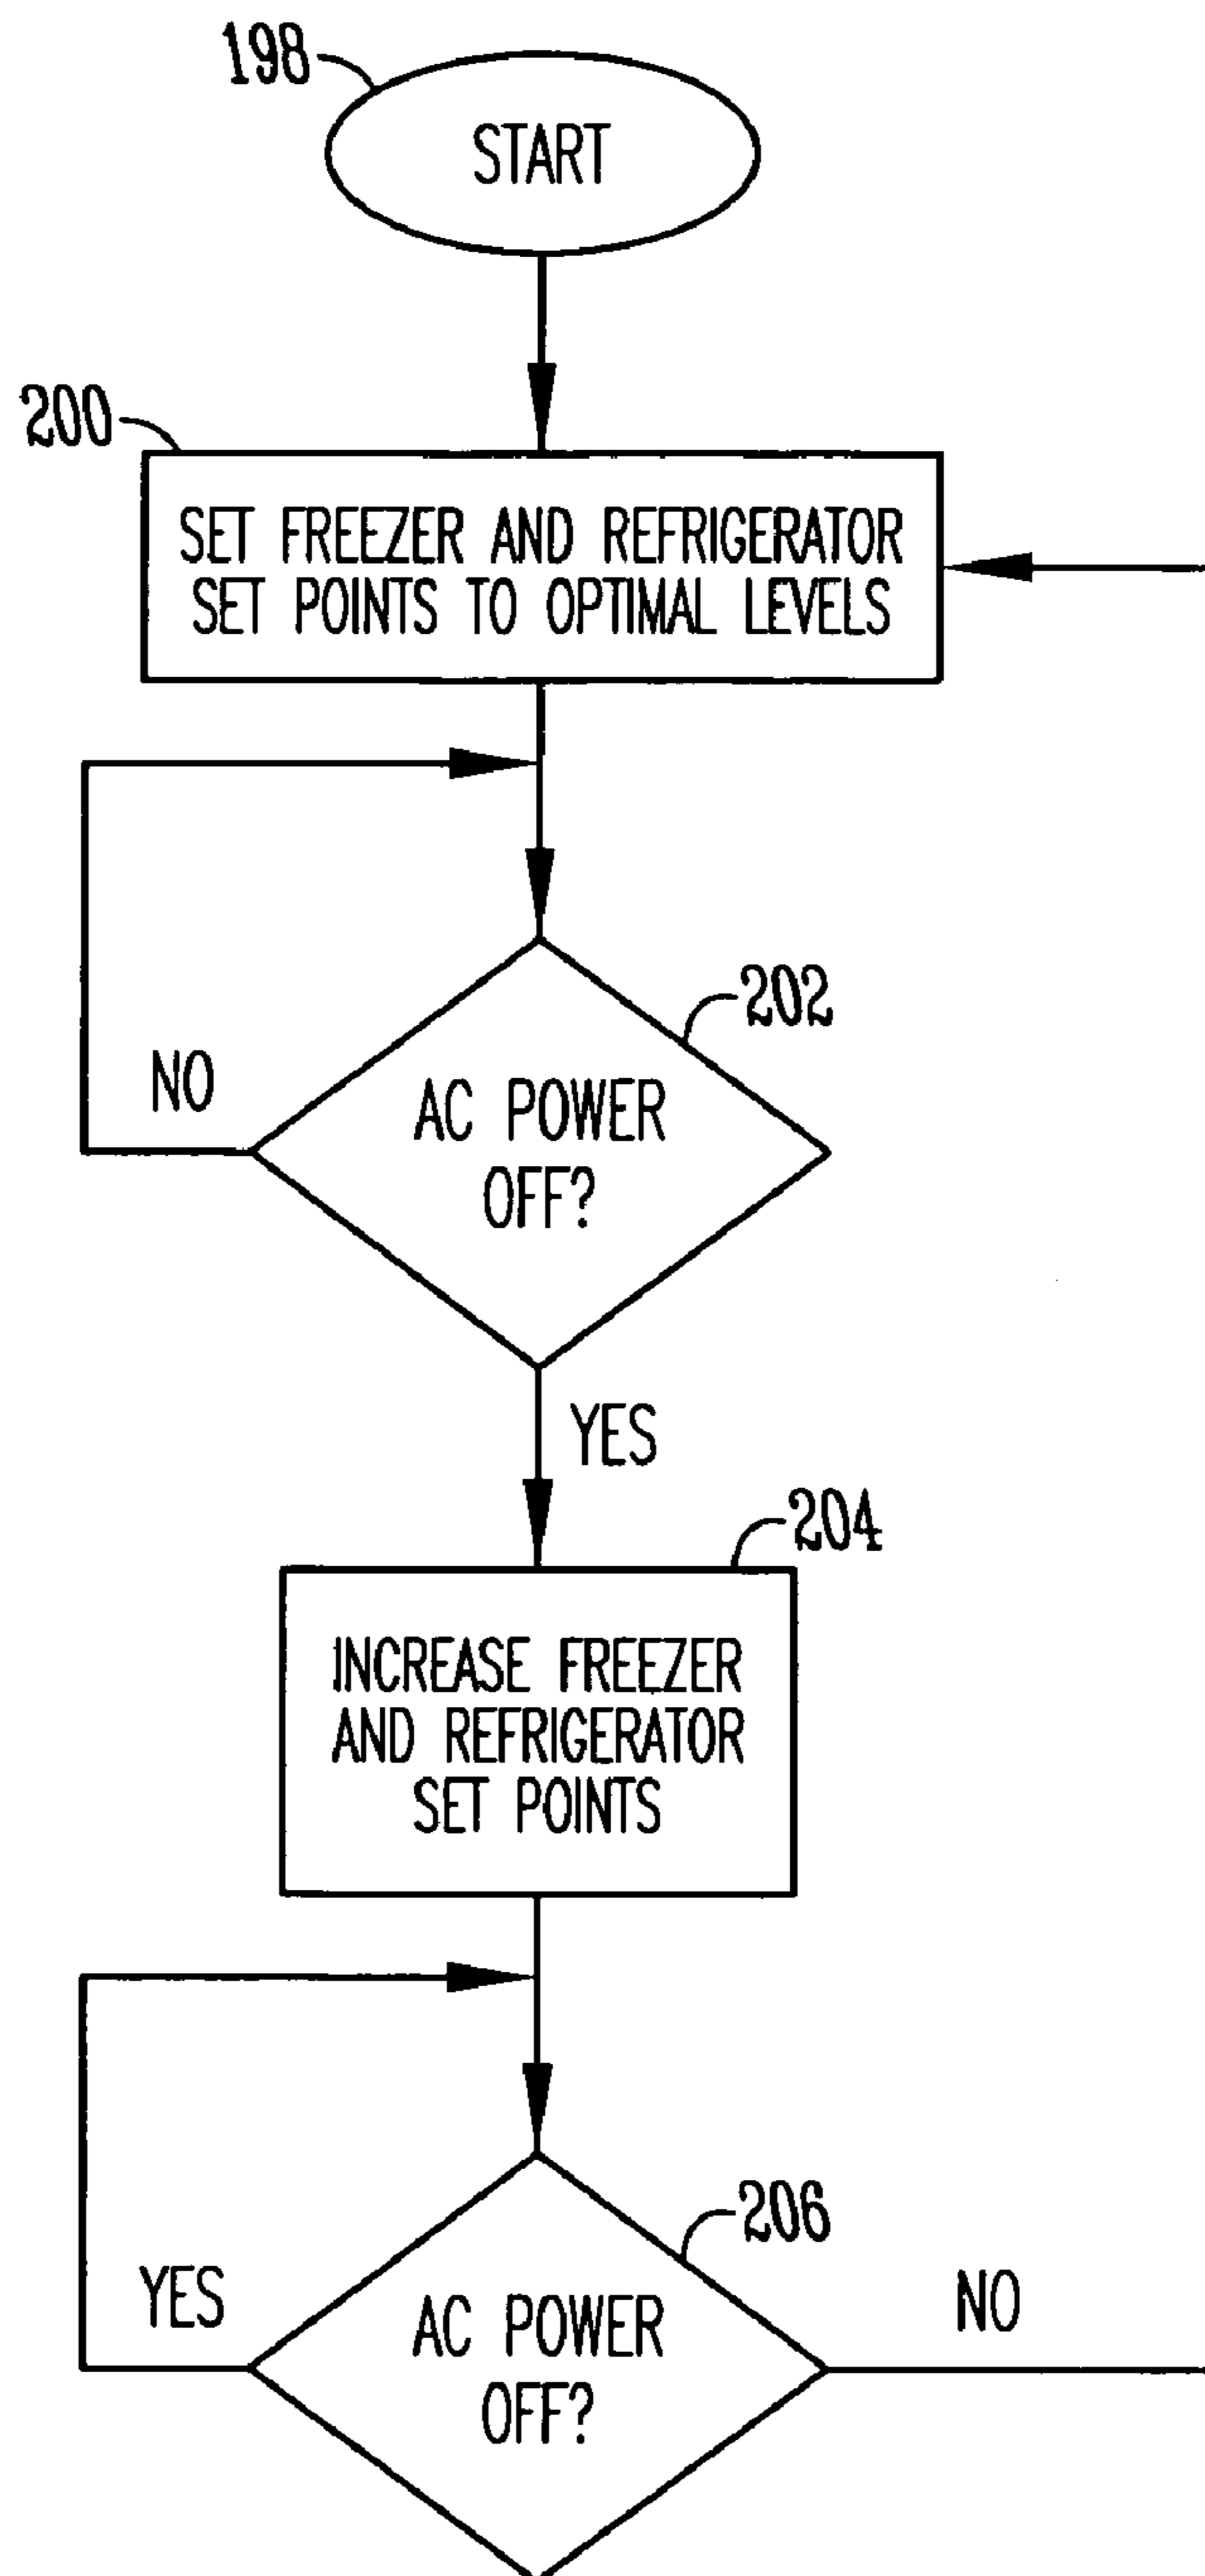 198
START
200
SET FREEZER AND REFRIGERATOR
SET POINTS TO OPTIMAL LEVELS
202
NO
AC POWER
OFF?
YES
204
INCREASE FREEZER
AND REFRIGERATOR
SET POINTS
206
YES
AC POWER
OFF?
NO